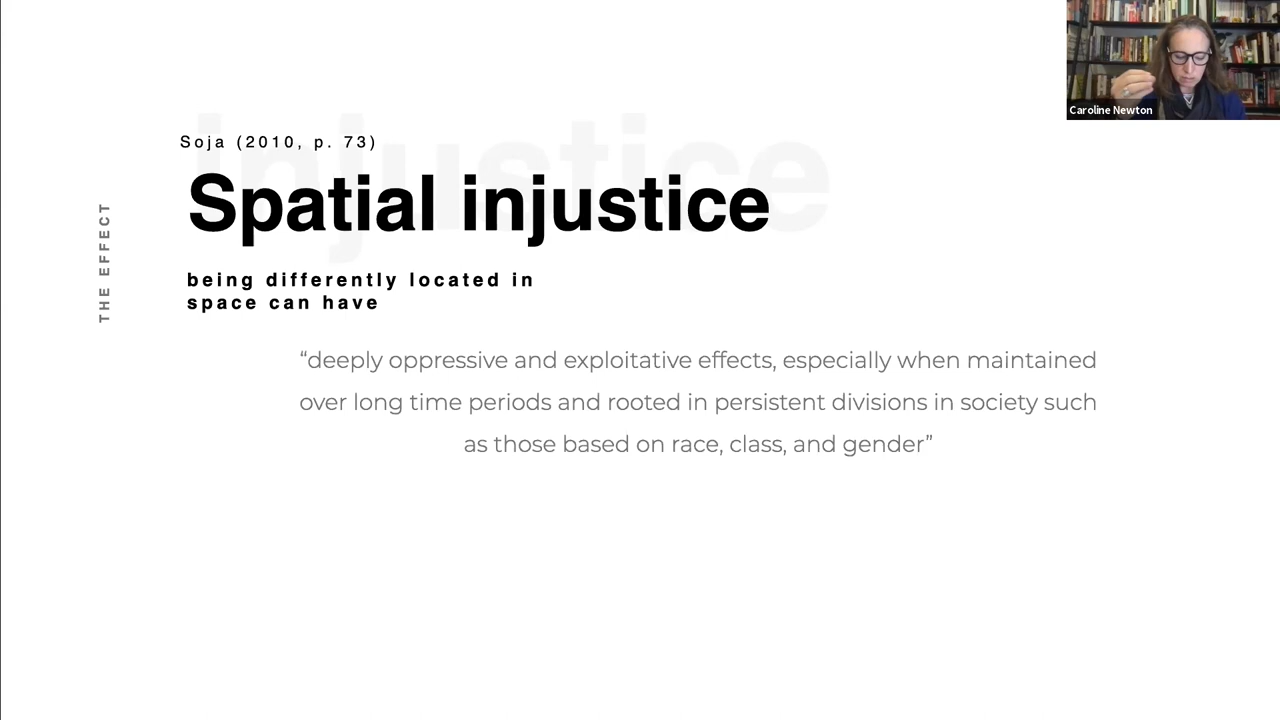 Caroline Newton
injustice
Soja (2010, p. 73)
Spatial injustice
THE EFFECT
being differently located in
space can have
“deeply oppressive and exploitative effects, especially when maintained
over long time periods and rooted in persistent divisions in society such
as those based on race, class, and gender”